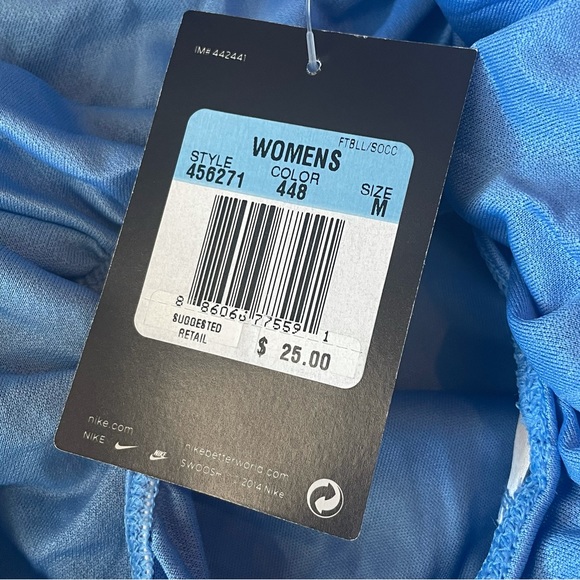 IM# 442441
FTBLL/SOCC
WOMENS
STYLE COLOR SIZE
456271 448 M
8 86060 77559 1
SUGGESTED
RETAIL
$ 25.00
nike.com
NIKE
nikebetterworld.com
SWOOSH 2014 Nike